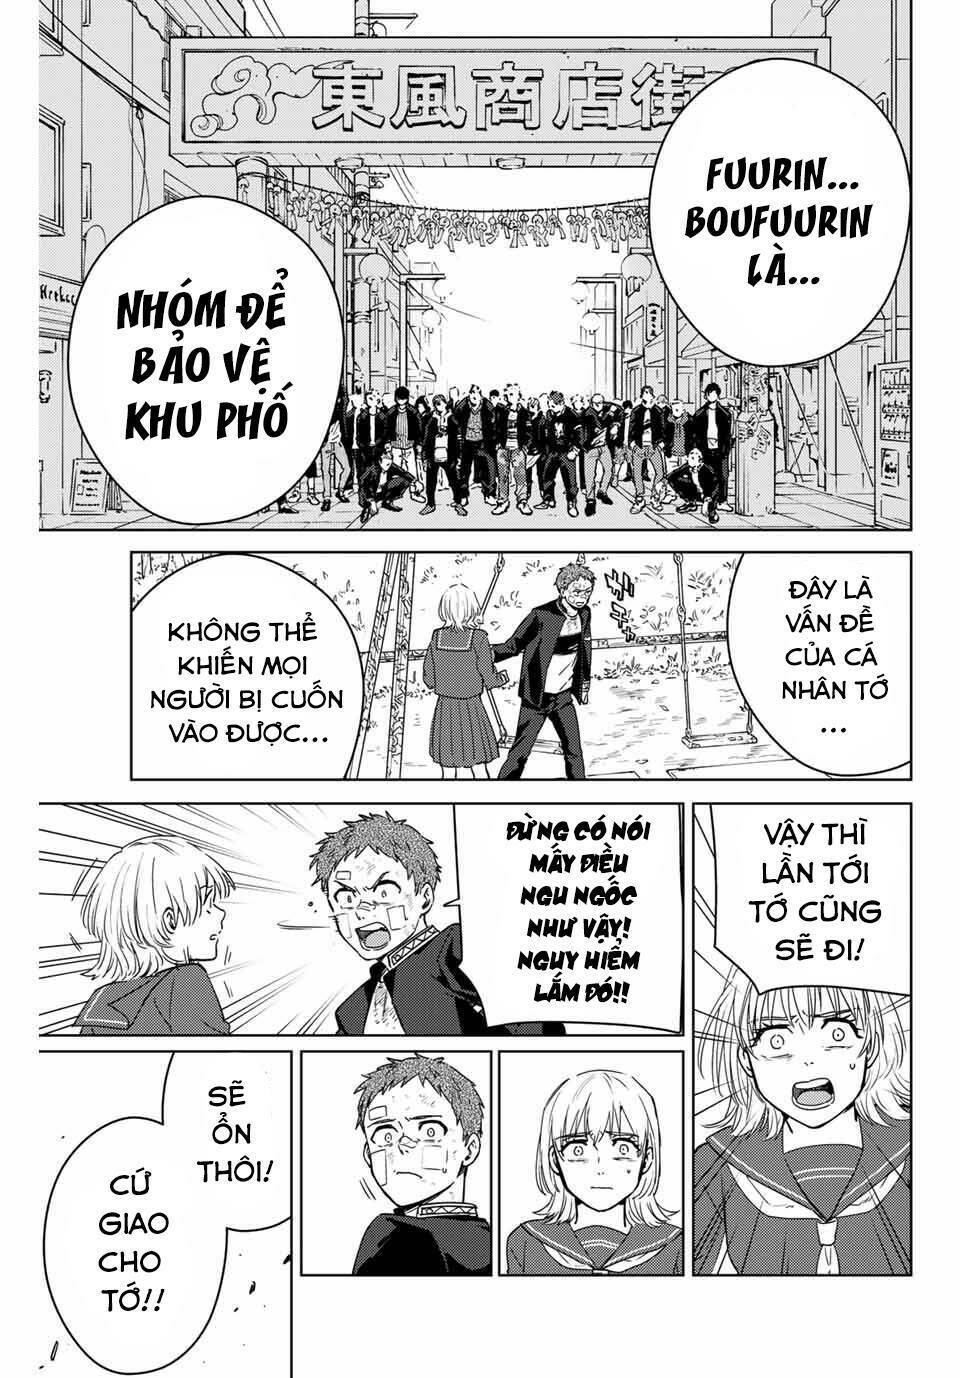 東風商店街
FUURIN...
BOUFUURIN
LÀ...
NHÓM ĐỂ
BẢO VỆ
KHU PHỐ
ĐÂY LÀ
VẤN ĐỀ
CỦA CÁ
NHÂN TỚ
...
KHÔNG THỂ
KHIẾN MỌI
NGƯỜI BỊ CUỐN
VÀO ĐƯỢC...
VẬY THÌ
LẦN TỚI
TỚ CŨNG
SẼ ĐI!
ĐỪNG CÓ NÓI
MẤY ĐIỀU
NGU NGỐC
NHƯ VẬY!
NGUY HIỂM
LẮM ĐÓ!!
SẼ
ỔN
THÔI!
CỨ
GIAO
CHO
TỚ!!